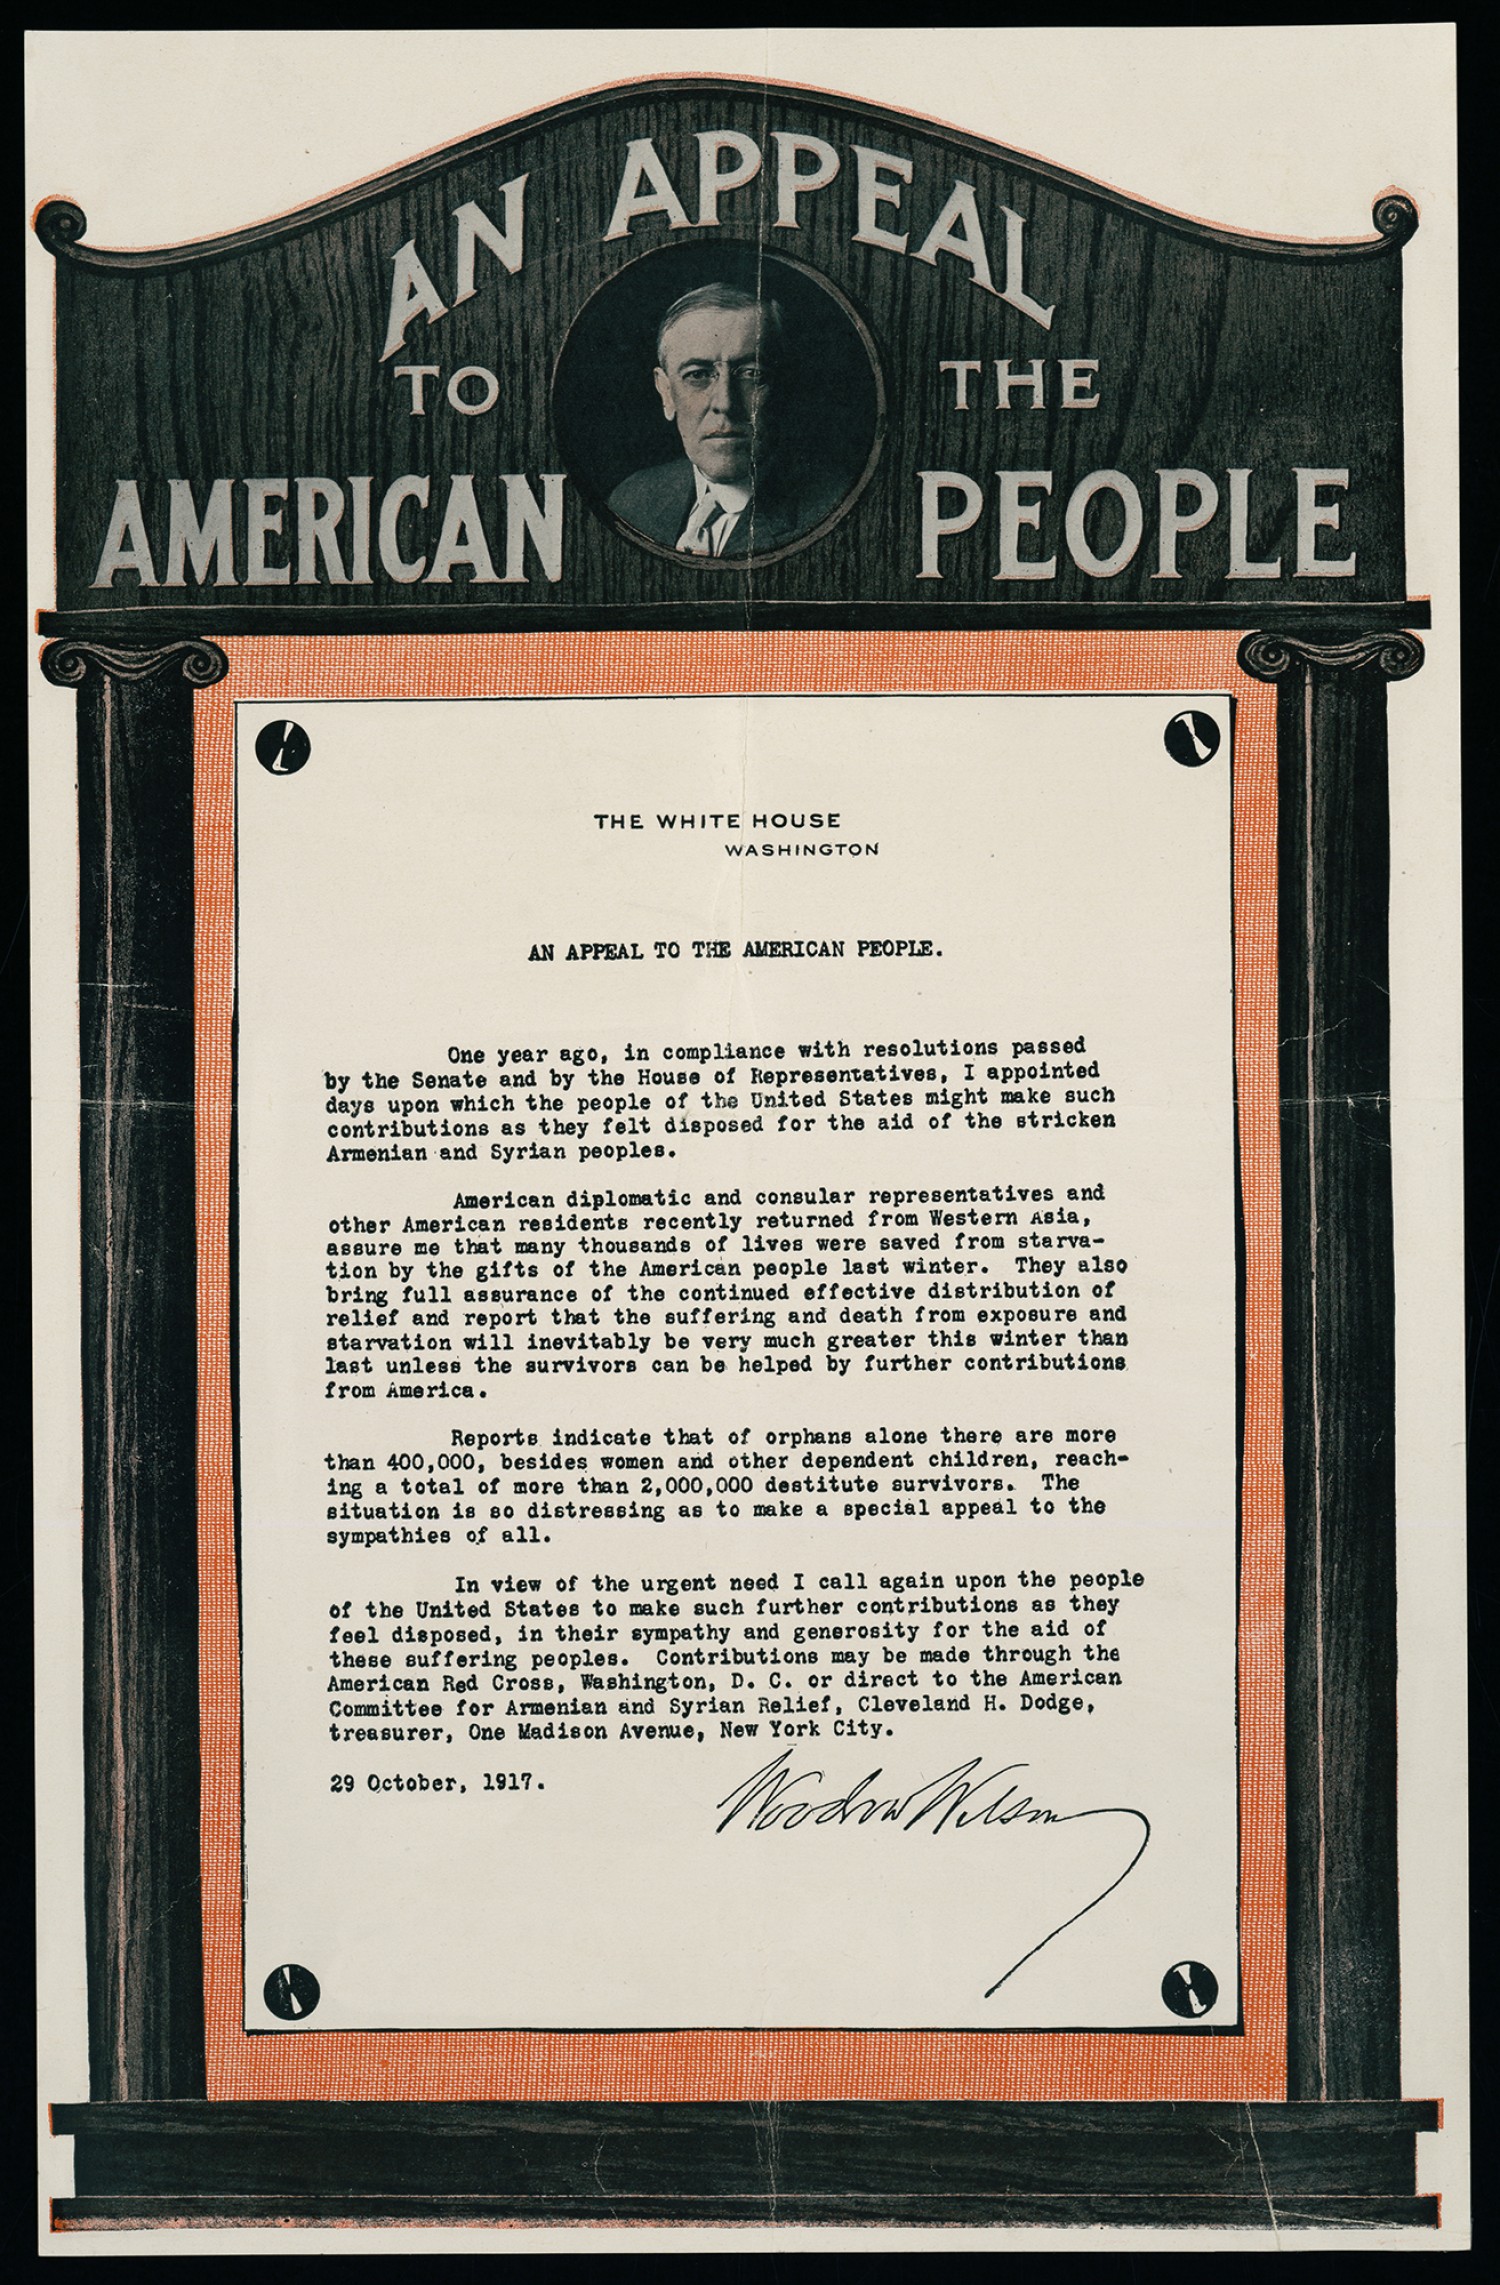 AN APPEAL
TO THE
AMERICAN PEOPLE
THE WHITE HOUSE
WASHINGTON
AN APPEAL TO THE AMERICAN PEOPLE.
One year ago, in compliance with resolutions passed
by the Senate and by the House of Representatives, I appointed
days upon which the people of the United States might make such
contributions as they felt disposed for the aid of the stricken
Armenian and Syrian peoples.
American diplomatic and consular representatives and
other American residents recently returned from Western Asia,
assure me that many thousands of lives were saved from starva-
tion by the gifts of the American people last winter. They also
bring full assurance of the continued effective distribution of
relief and report that the suffering and death from exposure and
starvation will inevitably be very much greater this winter than
last unless the survivors can be helped by further contributions
from America.
Reports indicate that of orphans alone there are more
than 400,000, besides women and other dependent children, reach-
ing a total of more than 2,000,000 destitute survivors. The
situation is so distressing as to make a special appeal to the
sympathies of all.
In view of the urgent need I call again upon the people
of the United States to make such further contributions as they
feel disposed, in their sympathy and generosity for the aid of
these suffering peoples. Contributions may be made through the
American Red Cross, Washington, D. C. or direct to the American
Committee for Armenian and Syrian Relief, Cleveland H. Dodge,
treasurer, One Madison Avenue, New York City.
29 October, 1917.
Woodrow Wilson